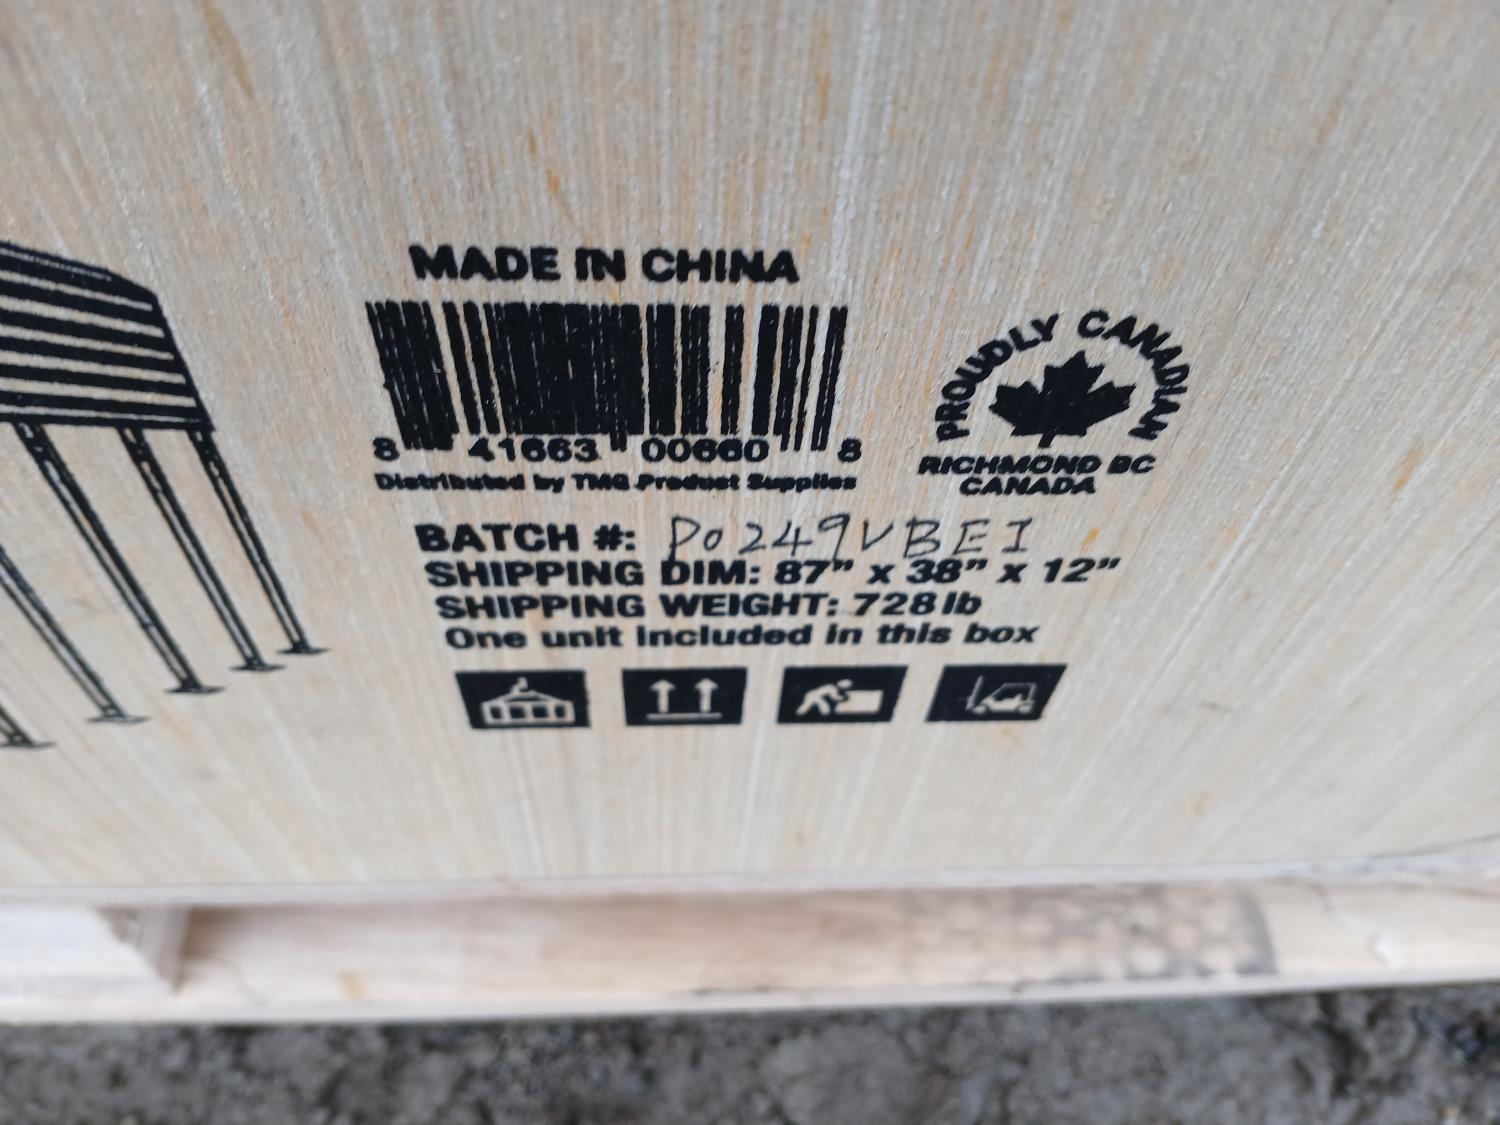 MADE IN CHINA
8 41663 00660 8
Distributed by TMG Product Supplies
PROUDLY CANADIAN
RICHMOND BC
CANADA
BATCH #: Po249VBEI
SHIPPING DIM: 87" x 38" x 12"
SHIPPING WEIGHT: 728 lb
One unit included in this box